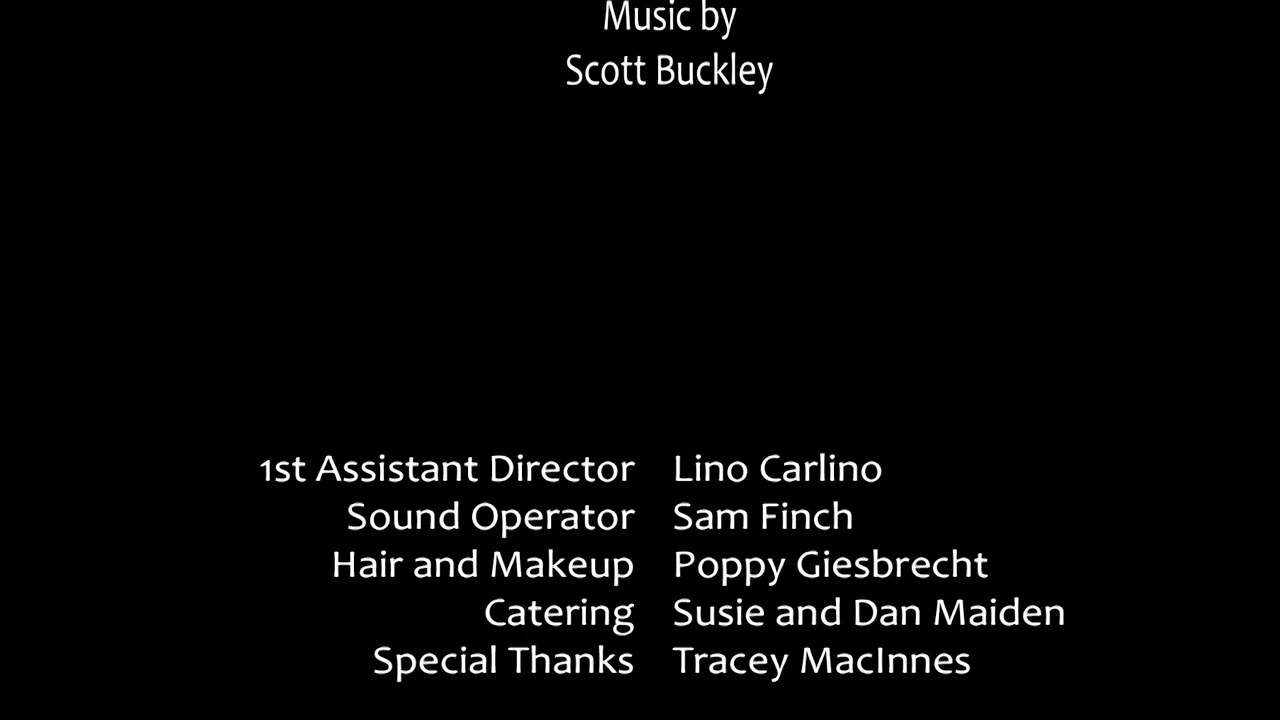 Music by
Scott Buckley
1st Assistant Director Lino Carlino
Sound Operator Sam Finch
Hair and Makeup Poppy Giesbrecht
Catering Susie and Dan Maiden
Special Thanks Tracey MacInnes